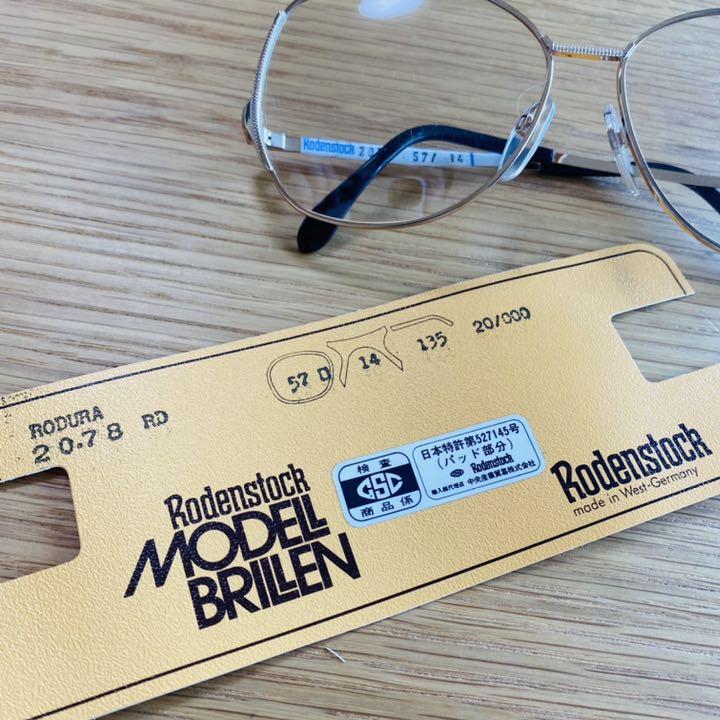 Rodenstock 57/ 14
57 14 135 20/000
RODURA
20.78 RD
検査
CSC
商品係
日本特許第527145号
(パッド部分)
Rodenstock
輸入総代理店 中央産業貿易株式会社
Rodenstock
MODELL
BRILLEN
Rodenstock
made in West-Germany